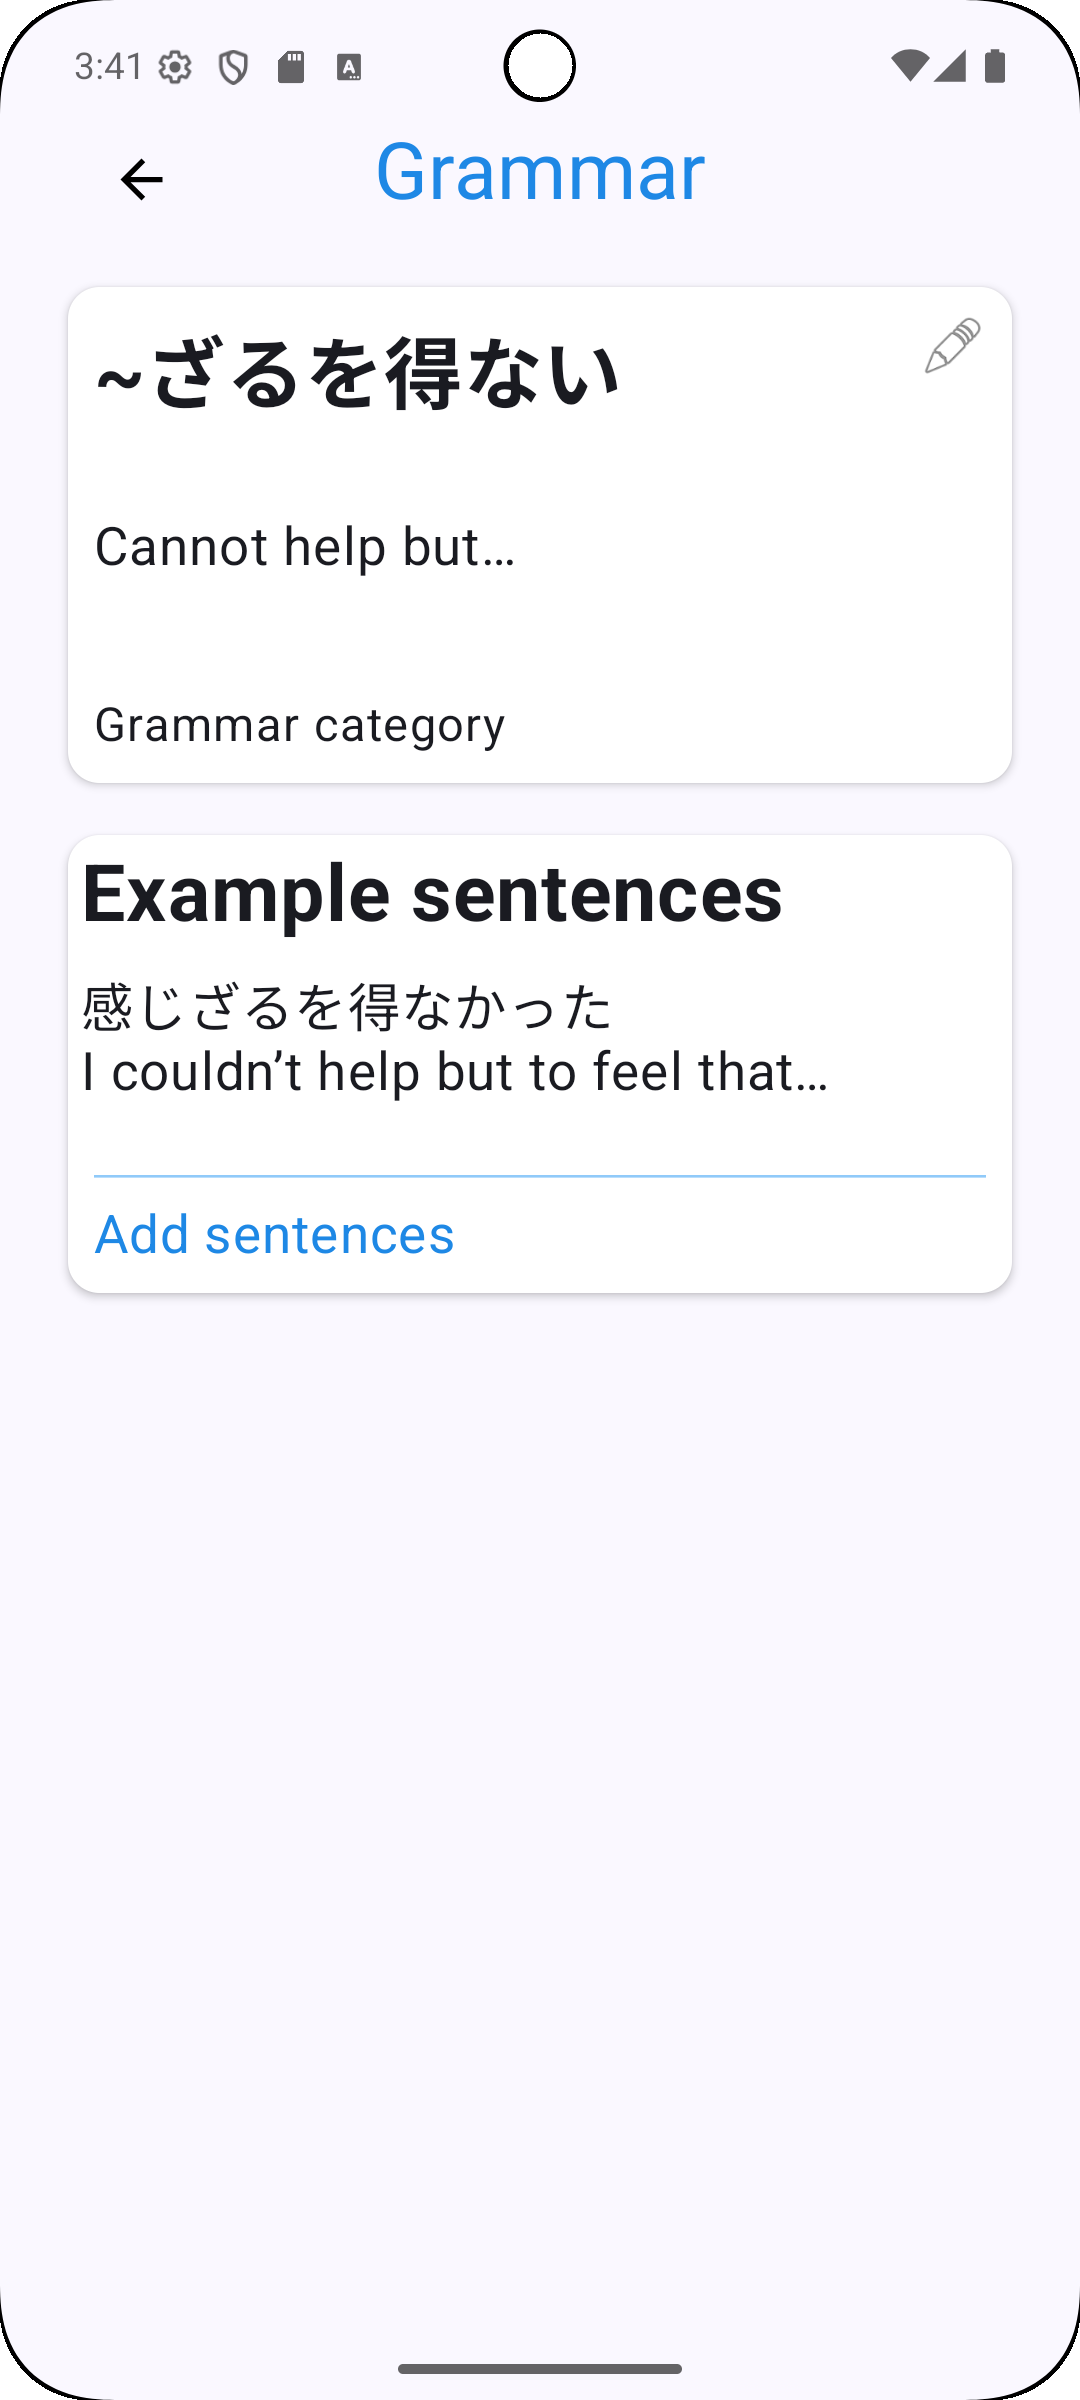 3:41
Grammar
~ざるを得ない
Cannot help but…
Grammar category
Example sentences
感じざるを得なかった
I couldn’t help but to feel that…
Add sentences